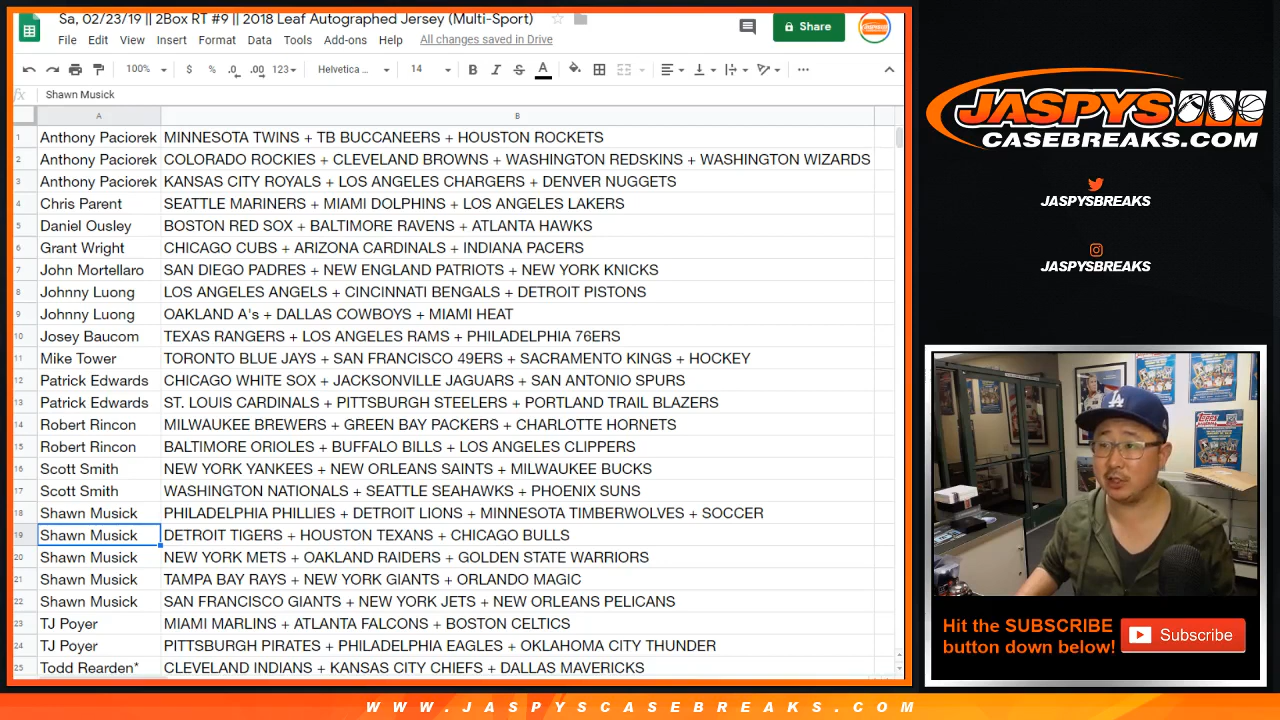 Sa, 02/23/19 || 2Box RT #9 || 2018 Leaf Autographed Jersey (Multi-Sport)
File Edit View Insert Format Data Tools Add-ons Help All changes saved in Drive
Share
100% $ % .0 .00 123 Helvetica ... 14 B I S A
fx Shawn Musick
A B
1 Anthony Paciorek MINNESOTA TWINS + TB BUCCANEERS + HOUSTON ROCKETS
2 Anthony Paciorek COLORADO ROCKIES + CLEVELAND BROWNS + WASHINGTON REDSKINS + WASHINGTON WIZARDS
3 Anthony Paciorek KANSAS CITY ROYALS + LOS ANGELES CHARGERS + DENVER NUGGETS
4 Chris Parent SEATTLE MARINERS + MIAMI DOLPHINS + LOS ANGELES LAKERS
5 Daniel Ousley BOSTON RED SOX + BALTIMORE RAVENS + ATLANTA HAWKS
6 Grant Wright CHICAGO CUBS + ARIZONA CARDINALS + INDIANA PACERS
7 John Mortellaro SAN DIEGO PADRES + NEW ENGLAND PATRIOTS + NEW YORK KNICKS
8 Johnny Luong LOS ANGELES ANGELS + CINCINNATI BENGALS + DETROIT PISTONS
9 Johnny Luong OAKLAND A's + DALLAS COWBOYS + MIAMI HEAT
10 Josey Baucom TEXAS RANGERS + LOS ANGELES RAMS + PHILADELPHIA 76ERS
11 Mike Tower TORONTO BLUE JAYS + SAN FRANCISCO 49ERS + SACRAMENTO KINGS + HOCKEY
12 Patrick Edwards CHICAGO WHITE SOX + JACKSONVILLE JAGUARS + SAN ANTONIO SPURS
13 Patrick Edwards ST. LOUIS CARDINALS + PITTSBURGH STEELERS + PORTLAND TRAIL BLAZERS
14 Robert Rincon MILWAUKEE BREWERS + GREEN BAY PACKERS + CHARLOTTE HORNETS
15 Robert Rincon BALTIMORE ORIOLES + BUFFALO BILLS + LOS ANGELES CLIPPERS
16 Scott Smith NEW YORK YANKEES + NEW ORLEANS SAINTS + MILWAUKEE BUCKS
17 Scott Smith WASHINGTON NATIONALS + SEATTLE SEAHAWKS + PHOENIX SUNS
18 Shawn Musick PHILADELPHIA PHILLIES + DETROIT LIONS + MINNESOTA TIMBERWOLVES + SOCCER
19 Shawn Musick DETROIT TIGERS + HOUSTON TEXANS + CHICAGO BULLS
20 Shawn Musick NEW YORK METS + OAKLAND RAIDERS + GOLDEN STATE WARRIORS
21 Shawn Musick TAMPA BAY RAYS + NEW YORK GIANTS + ORLANDO MAGIC
22 Shawn Musick SAN FRANCISCO GIANTS + NEW YORK JETS + NEW ORLEANS PELICANS
23 TJ Poyer MIAMI MARLINS + ATLANTA FALCONS + BOSTON CELTICS
24 TJ Poyer PITTSBURGH PIRATES + PHILADELPHIA EAGLES + OKLAHOMA CITY THUNDER
25 Todd Rearden* CLEVELAND INDIANS + KANSAS CITY CHIEFS + DALLAS MAVERICKS
JASPYS
CASEBREAKS.COM
JASPYSBREAKS
JASPYSBREAKS
TOPPS
LA
Hit the SUBSCRIBE
button down below!
Subscribe
WWW.JASPYSCASEBREAKS.COM